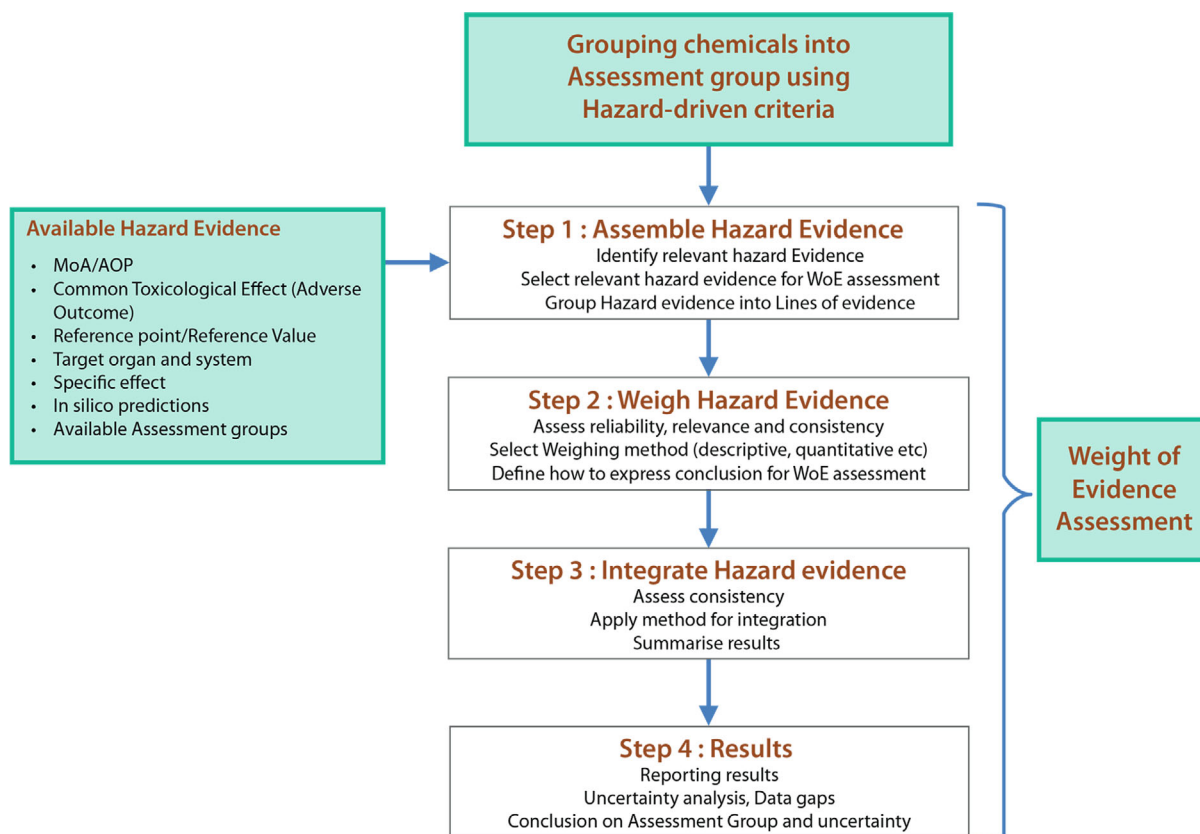 Grouping chemicals into
Assessment group using
Hazard-driven criteria
Available Hazard Evidence
• MoA/AOP
• Common Toxicological Effect (Adverse
Outcome)
• Reference point/Reference Value
• Target organ and system
• Specific effect
• In silico predictions
• Available Assessment groups
Step 1 : Assemble Hazard Evidence
Identify relevant hazard Evidence
Select relevant hazard evidence for WoE assessment
Group Hazard evidence into Lines of evidence
Step 2 : Weigh Hazard Evidence
Assess reliability, relevance and consistency
Select Weighing method (descriptive, quantitative etc)
Define how to express conclusion for WoE assessment
Step 3 : Integrate Hazard evidence
Assess consistency
Apply method for integration
Summarise results
Step 4 : Results
Reporting results
Uncertainty analysis, Data gaps
Conclusion on Assessment Group and uncertainty
Weight of
Evidence
Assessment